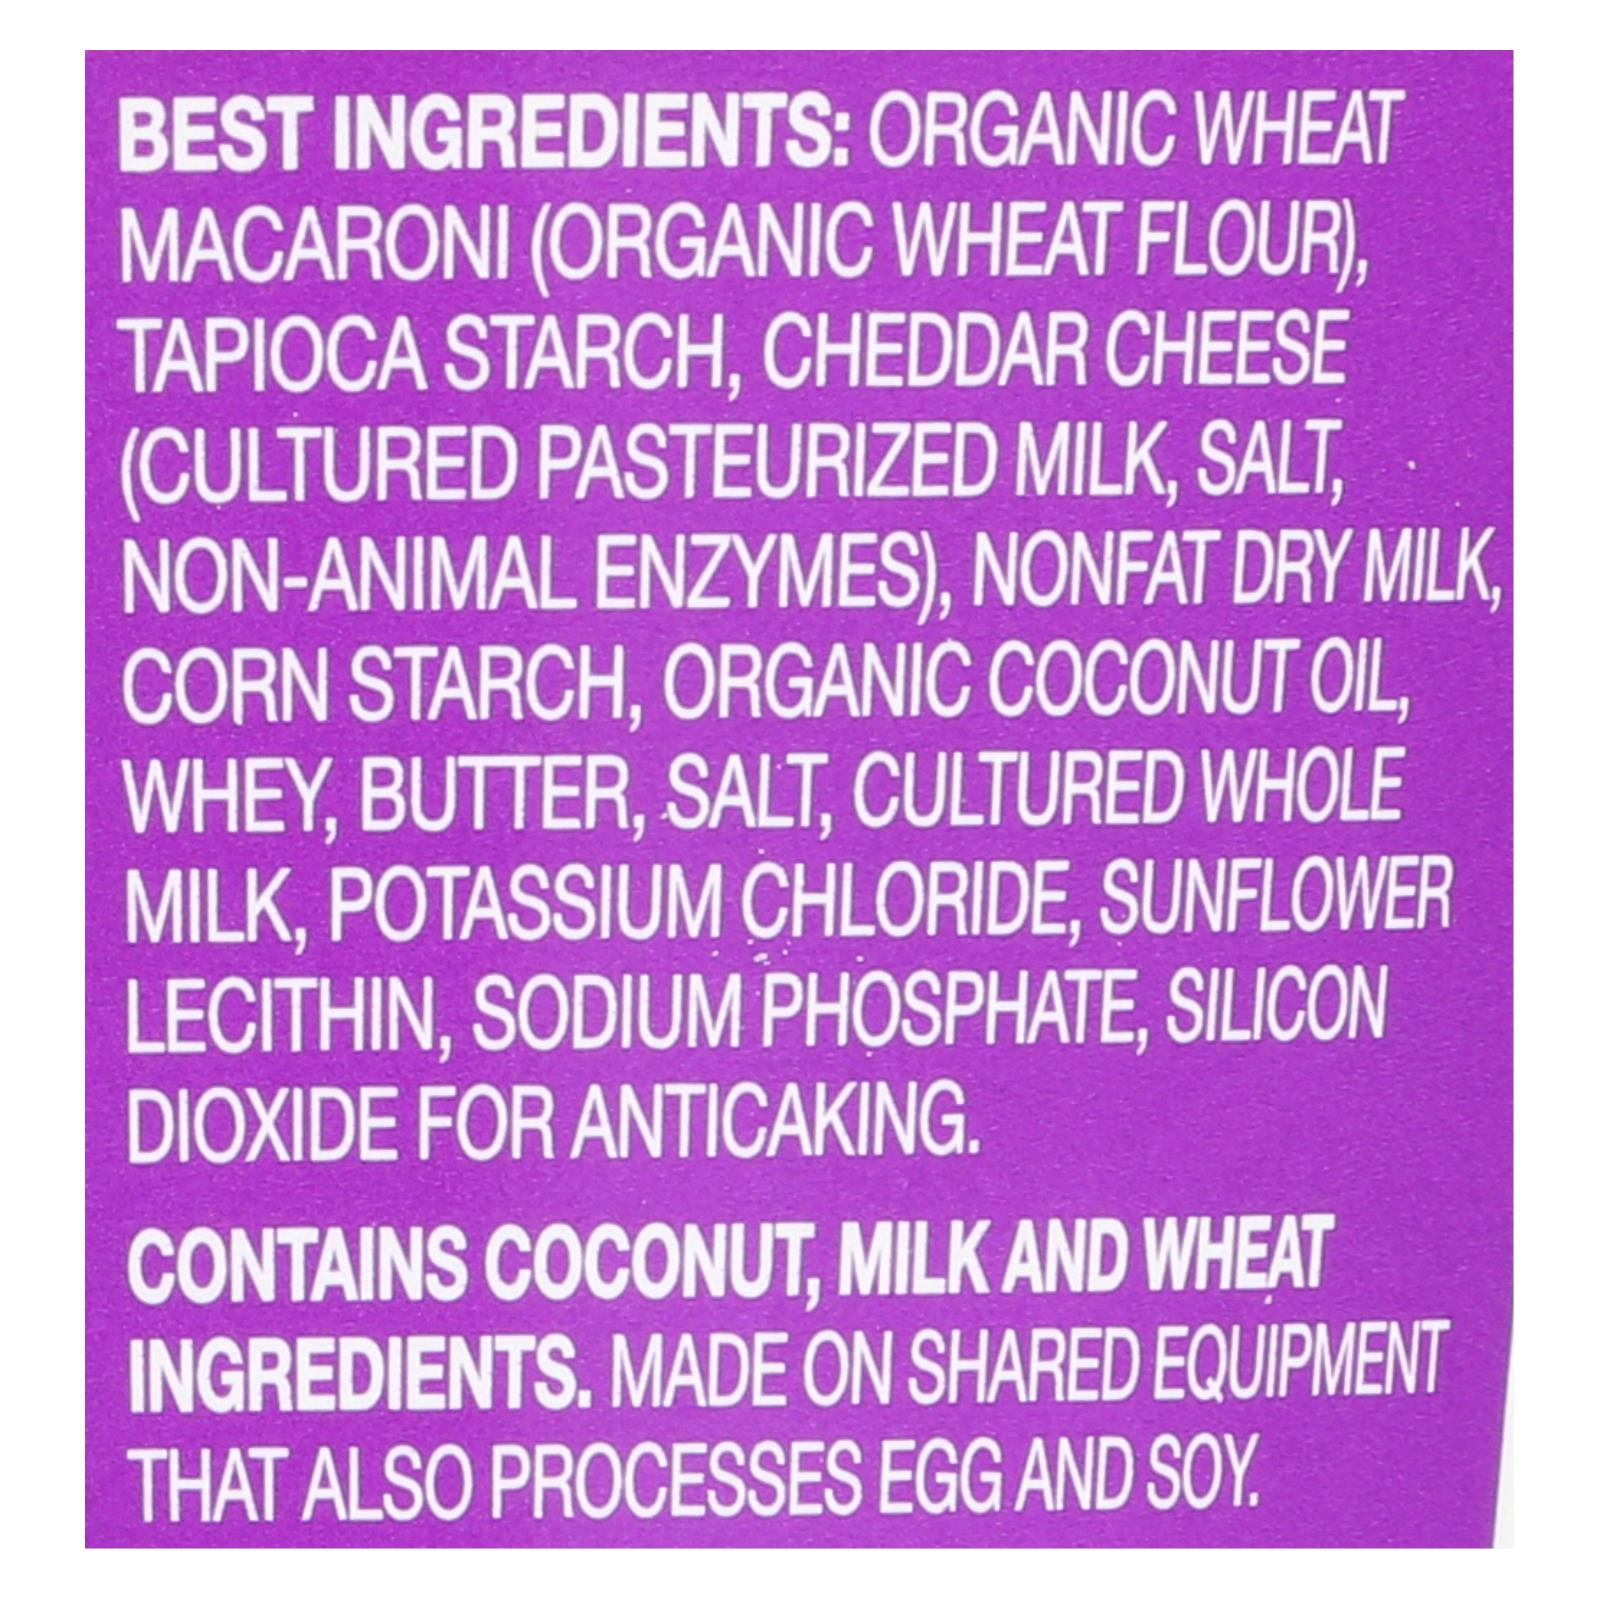 BEST INGREDIENTS: ORGANIC WHEAT
MACARONI (ORGANIC WHEAT FLOUR),
TAPIOCA STARCH, CHEDDAR CHEESE
(CULTURED PASTEURIZED MILK, SALT,
NON-ANIMAL ENZYMES), NONFAT DRY MILK,
CORN STARCH, ORGANIC COCONUT OIL,
WHEY, BUTTER, SALT, CULTURED WHOLE
MILK, POTASSIUM CHLORIDE, SUNFLOWER
LECITHIN, SODIUM PHOSPHATE, SILICON
DIOXIDE FOR ANTICAKING.
CONTAINS COCONUT, MILK AND WHEAT
INGREDIENTS. MADE ON SHARED EQUIPMENT
THAT ALSO PROCESSES EGG AND SOY.